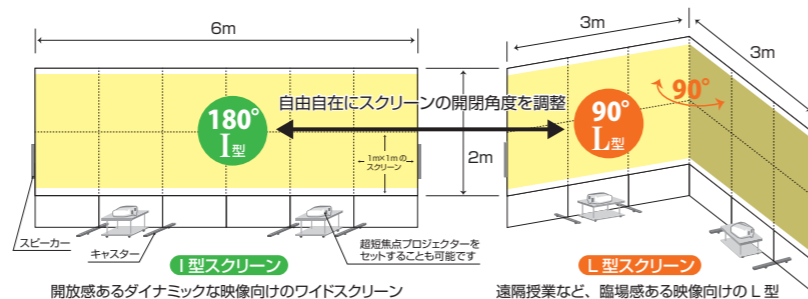 6m
3m
3m
自由自在にスクリーンの開閉角度を調整
180°
I型
90°
L型
90°
2m
1m×1mの
スクリーン
スピーカー
キャスター
超短焦点プロジェクターを
セットすることも可能です
I型スクリーン
L型スクリーン
開放感あるダイナミックな映像向けのワイドスクリーン
遠隔授業など、臨場感ある映像向けのL型